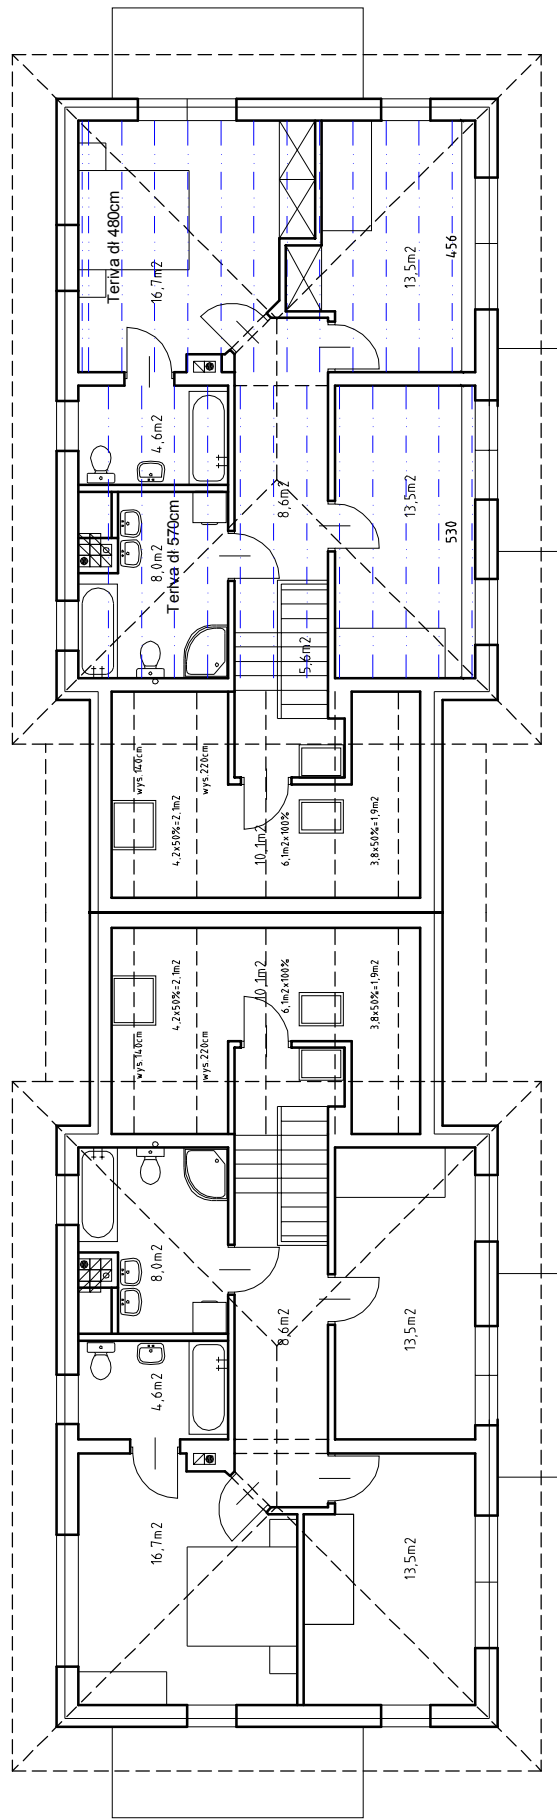 Teriva dł 480cm
16,7m2
13,5m2
456
4,6m2
8,6m2
13,5m2
530
8,0m2
Teriva dł 570cm
5,6m2
wys.140cm
wys.220cm
4,2x50%=2,1m2
10,1m2
6,1m2x100%
3,8x50%=1,9m2
4,2x50%=2,1m2
10,1m2
6,1m2x100%
3,8x50%=1,9m2
wys.140cm
wys.220cm
8,0m2
8,6m2
13,5m2
4,6m2
16,7m2
13,5m2